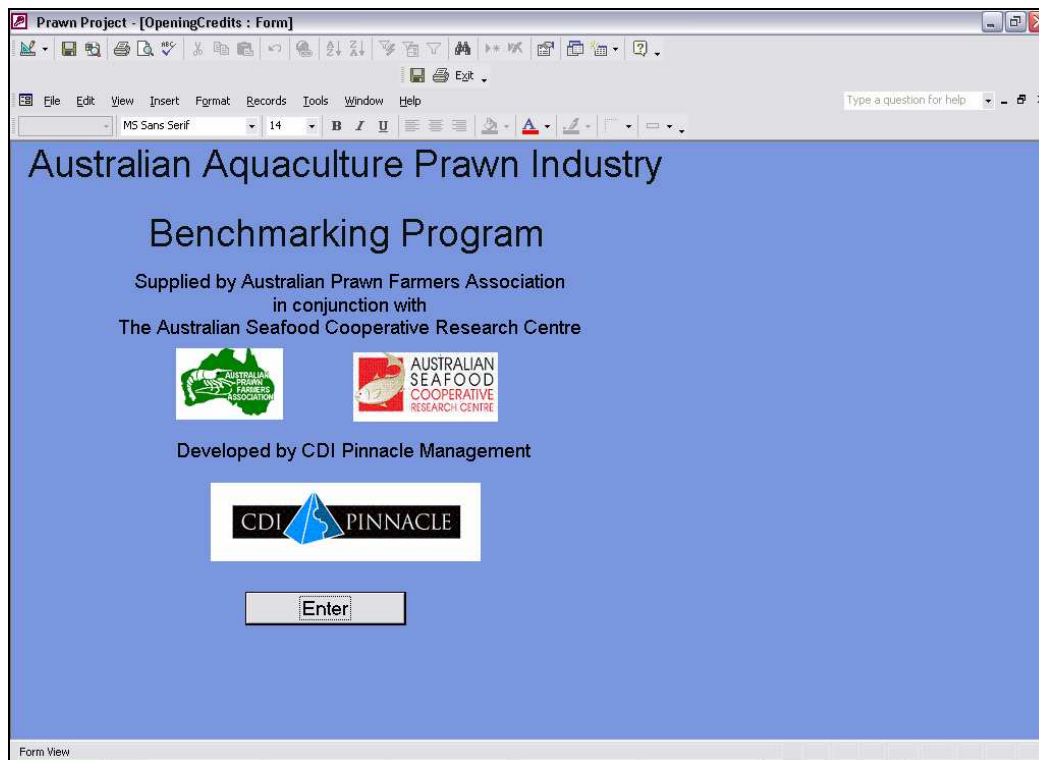 Prawn Project - [OpeningCredits : Form]
Exit
File Edit View Insert Format Records Tools Window Help
Type a question for help
MS Sans Serif 14 B I U A
Australian Aquaculture Prawn Industry
Benchmarking Program
Supplied by Australian Prawn Farmers Association
in conjunction with
The Australian Seafood Cooperative Research Centre
AUSTRALIAN
PRAWN
FARMERS
ASSOCIATION
AUSTRALIAN
SEAFOOD
COOPERATIVE
RESEARCH CENTRE
Developed by CDI Pinnacle Management
CDI PINNACLE
Enter
Form View